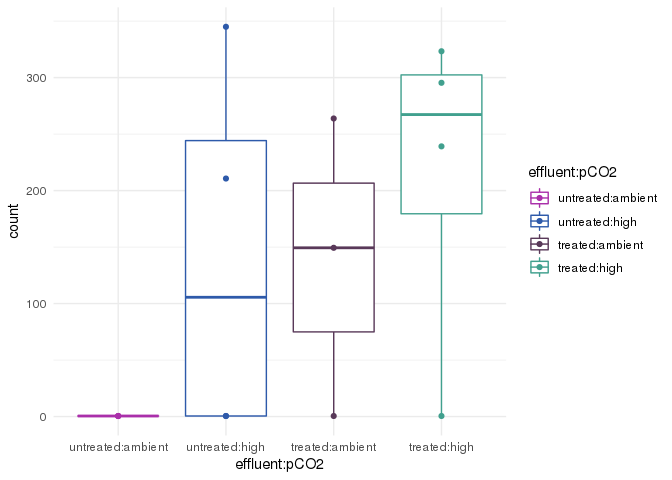 300
200
100
0
count
untreated:ambient untreated:high treated:ambient treated:high
effluent:pCO2
effluent:pCO2
untreated:ambient
untreated:high
treated:ambient
treated:high